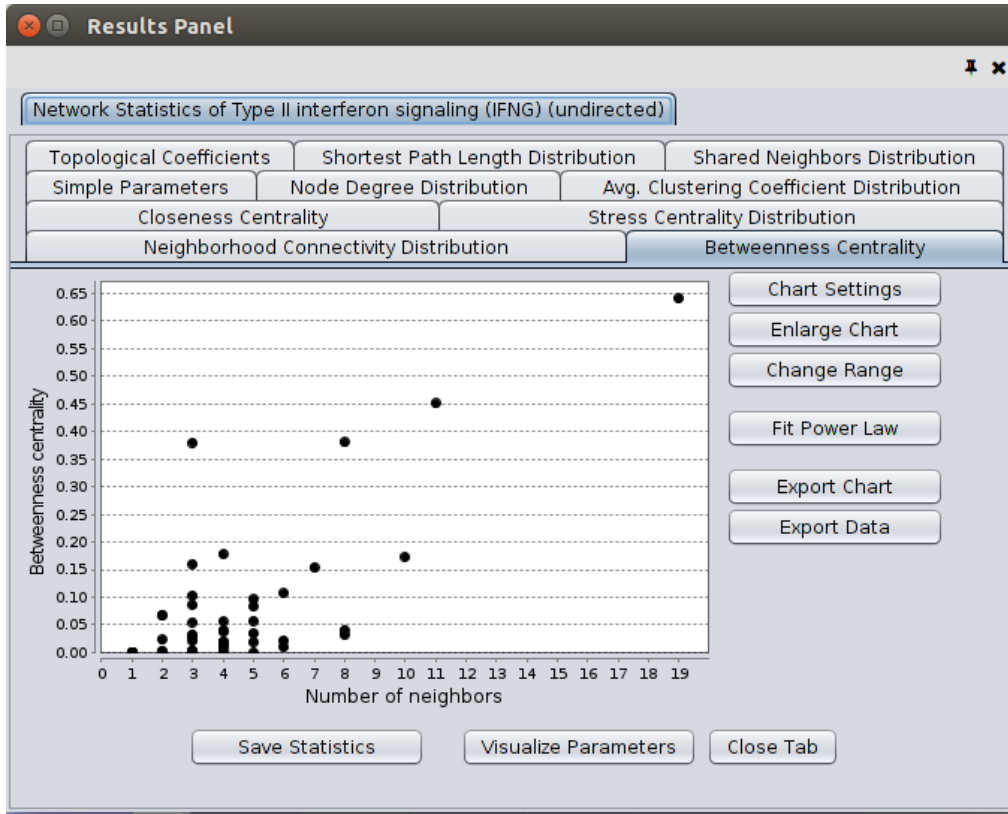 Results Panel
Network Statistics of Type II interferon signaling (IFNG) (undirected)
Topological Coefficients
Shortest Path Length Distribution
Shared Neighbors Distribution
Simple Parameters
Node Degree Distribution
Avg. Clustering Coefficient Distribution
Closeness Centrality
Stress Centrality Distribution
Neighborhood Connectivity Distribution
Betweenness Centrality
Betweenness centrality
0.65
0.60
0.55
0.50
0.45
0.40
0.35
0.30
0.25
0.20
0.15
0.10
0.05
0.00
0 1 2 3 4 5 6 7 8 9 10 11 12 13 14 15 16 17 18 19
Number of neighbors
Chart Settings
Enlarge Chart
Change Range
Fit Power Law
Export Chart
Export Data
Save Statistics
Visualize Parameters
Close Tab